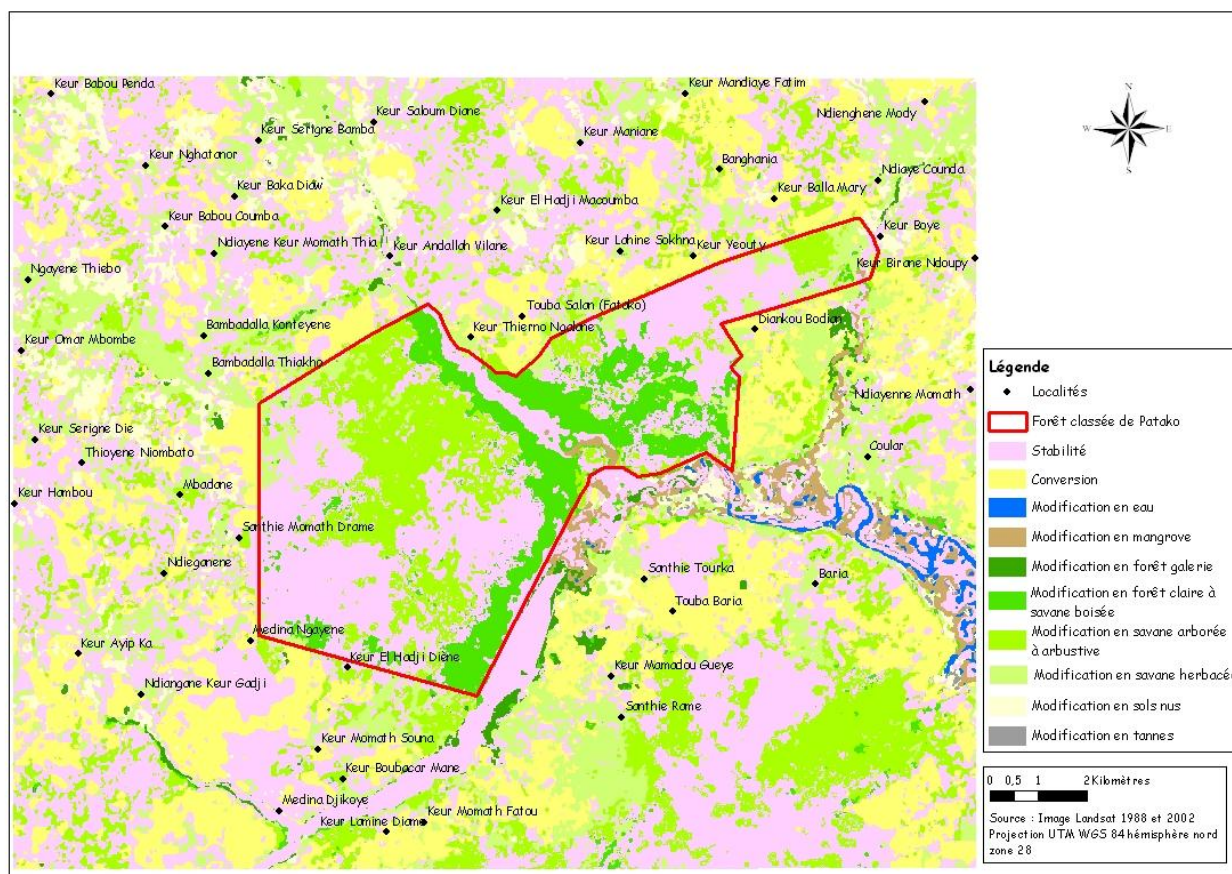 Keur Babou Penda
Keur Mandiaye Fatim
Ndienghene Mody
Keur Saloum Diane
Keur Serigne Bamba
Keur Maniane
Keur Nghatanor
Banghania
Ndiaye Counda
Keur Baka Diaw
Keur Balla Mary
Keur El Hadji Macoumba
Keur Babou Coumba
Keur Boye
Ndiayene Keur Momath Thia
Keur Andallah Vilane
Keur Lahine Sokhna
Keur Yeouty
Keur Birane Ndoupy
Ngayene Thiebo
Touba Salan (Fatako)
Bambadalla Konteyene
Keur Thierno
Diankou Bodian
Keur Omar Mbombe
Bambadalla Thiakho
Ndiayenne Momath
Keur Serigne Die
Thioyene Niombato
Coular
Mbadane
Keur Hambou
Santhie Momath Drame
Ndieganene
Santhie Tourka
Baria
Touba Baria
Medina Ngayene
Keur Ayip Ka
Keur El Hadji Diène
Keur Mamadou Gueye
Ndiangane Keur Gadji
Santhie Rame
Keur Momath Souna
Keur Boubacar Mane
Medina Djikoye
Keur Momath Fatou
Keur Lamine Diame
N
W
E
S
Légende
Localités
Forêt classée de Patako
Stabilité
Conversion
Modification en eau
Modification en mangrove
Modification en forêt galerie
Modification en forêt claire à
savane boisée
Modification en savane arborée
à arbustive
Modification en savane herbacée
Modification en sols nus
Modification en tannes
0 0,5 1 2 Kilomètres
Source : Image Landsat 1988 et 2002
Projection UTM WGS 84 hémisphère nord
zone 28